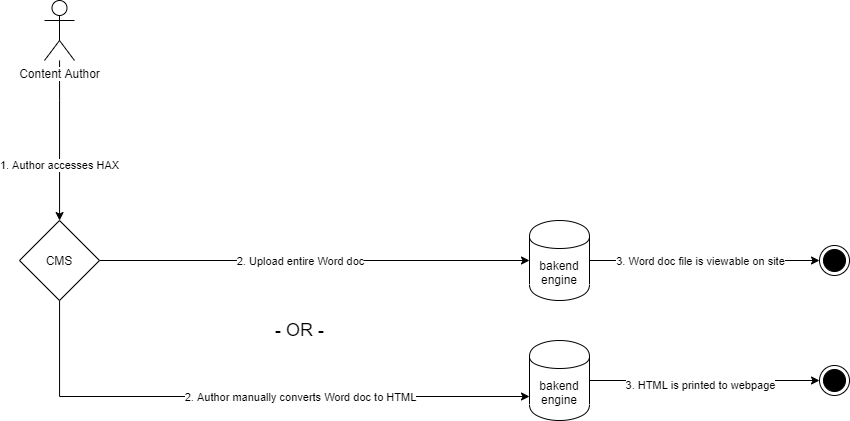 Content Author
1. Author accesses HAX
CMS
2. Upload entire Word doc
bakend
engine
3. Word doc file is viewable on site
- OR -
2. Author manually converts Word doc to HTML
bakend
engine
3. HTML is printed to webpage